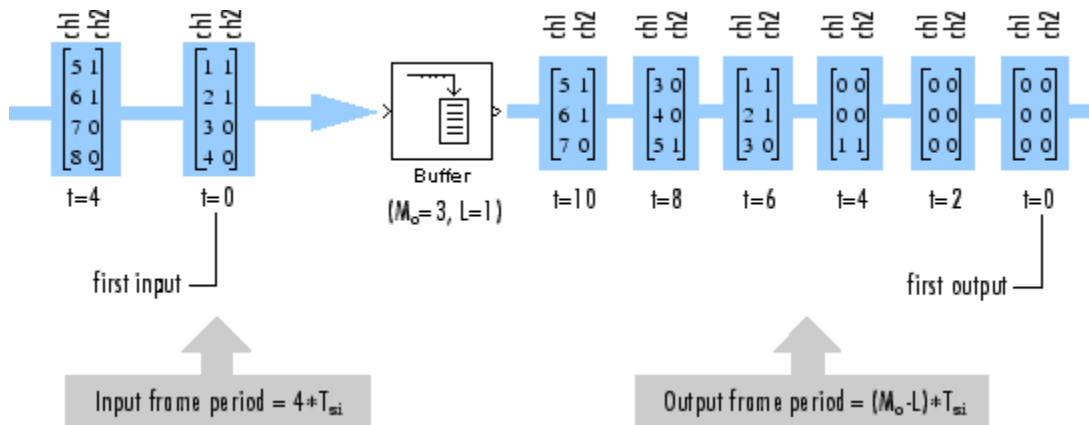 ch1 ch2 ch1 ch2 ch1 ch2 ch1 ch2 ch1 ch2 ch1 ch2 ch1 ch2 ch1 ch2
5 1 1 1 5 1 3 0 1 1 0 0 0 0 0 0
6 1 2 1 6 1 4 0 2 1 0 0 0 0 0 0
7 0 3 0 7 0 5 1 3 0 1 1 0 0 0 0
8 0 4 0
Buffer
t=4 t=0 t=10 t=8 t=6 t=4 t=2 t=0
(Mo=3, L=1)
first input first output
Input frame period = 4*Tsi Output frame period = (Mo-L)*Tsi